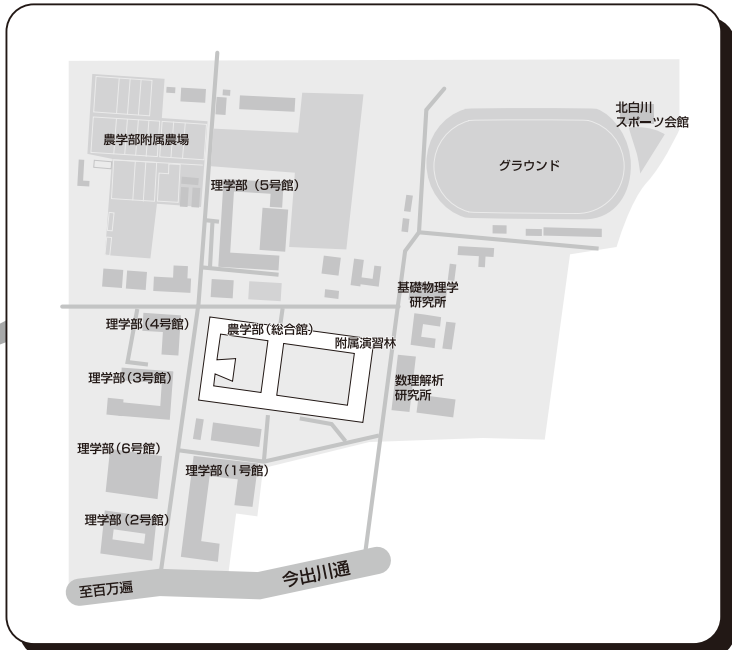 北白川
スポーツ会館
農学部附属農場
グラウンド
理学部（5号館）
基礎物理学
研究所
理学部（4号館）
農学部（総合館）
附属演習林
理学部（3号館）
数理解析
研究所
理学部（6号館）
理学部（1号館）
理学部（2号館）
今出川通
至百万遍